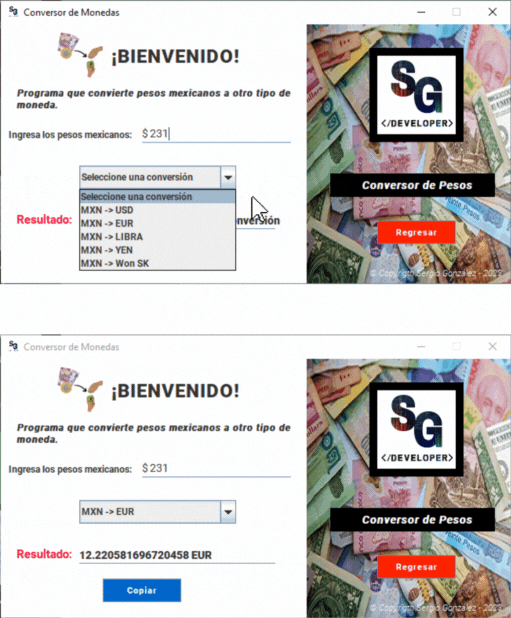 SG Conversor de Monedas
¡BIENVENIDO!
Programa que convierte pesos mexicanos a otro tipo de
moneda.
Ingresa los pesos mexicanos: $ 231
Seleccione una conversión
Seleccione una conversión
MXN -> USD
MXN -> EUR
MXN -> LIBRA
MXN -> YEN
MXN -> Won SK
Resultado:
nversión
SG
</DEVELOPER>
Conversor de Pesos
Regresar
© Copyright Sergio González - 2023
SG Conversor de Monedas
¡BIENVENIDO!
Programa que convierte pesos mexicanos a otro tipo de
moneda.
Ingresa los pesos mexicanos: $ 231
MXN -> EUR
Resultado: 12.220581696720458 EUR
Copiar
SG
</DEVELOPER>
Conversor de Pesos
Regresar
© Copyright Sergio González - 2023